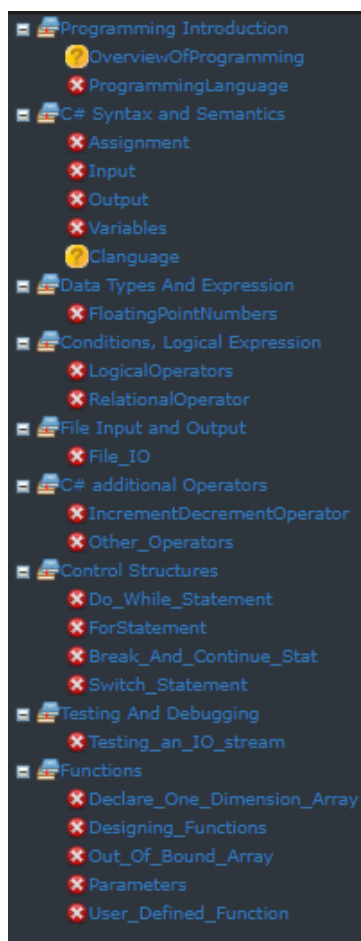 Programming Introduction
OverviewOfProgramming
ProgrammingLanguage
C# Syntax and Semantics
Assignment
Input
Output
Variables
Clanguage
Data Types And Expression
FloatingPointNumbers
Conditions, Logical Expression
LogicalOperators
RelationalOperator
File Input and Output
File_IO
C# additional Operators
IncrementDecrementOperator
Other_Operators
Control Structures
Do_While_Statement
ForStatement
Break_And_Continue_Stat
Switch_Statement
Testing And Debugging
Testing_an_IO_stream
Functions
Declare_One_Dimension_Array
Designing_Functions
Out_Of_Bound_Array
Parameters
User_Defined_Function